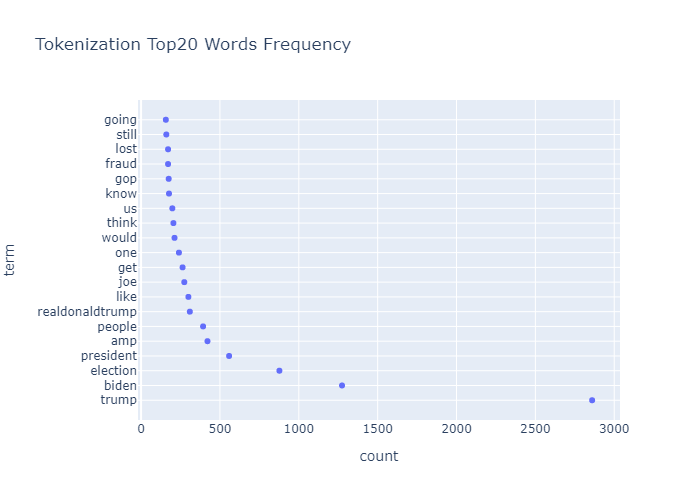 Tokenization Top20 Words Frequency
going
still
lost
fraud
gop
know
us
think
would
one
get
joe
like
realdonaldtrump
people
amp
president
election
biden
trump
term
0 500 1000 1500 2000 2500 3000
count